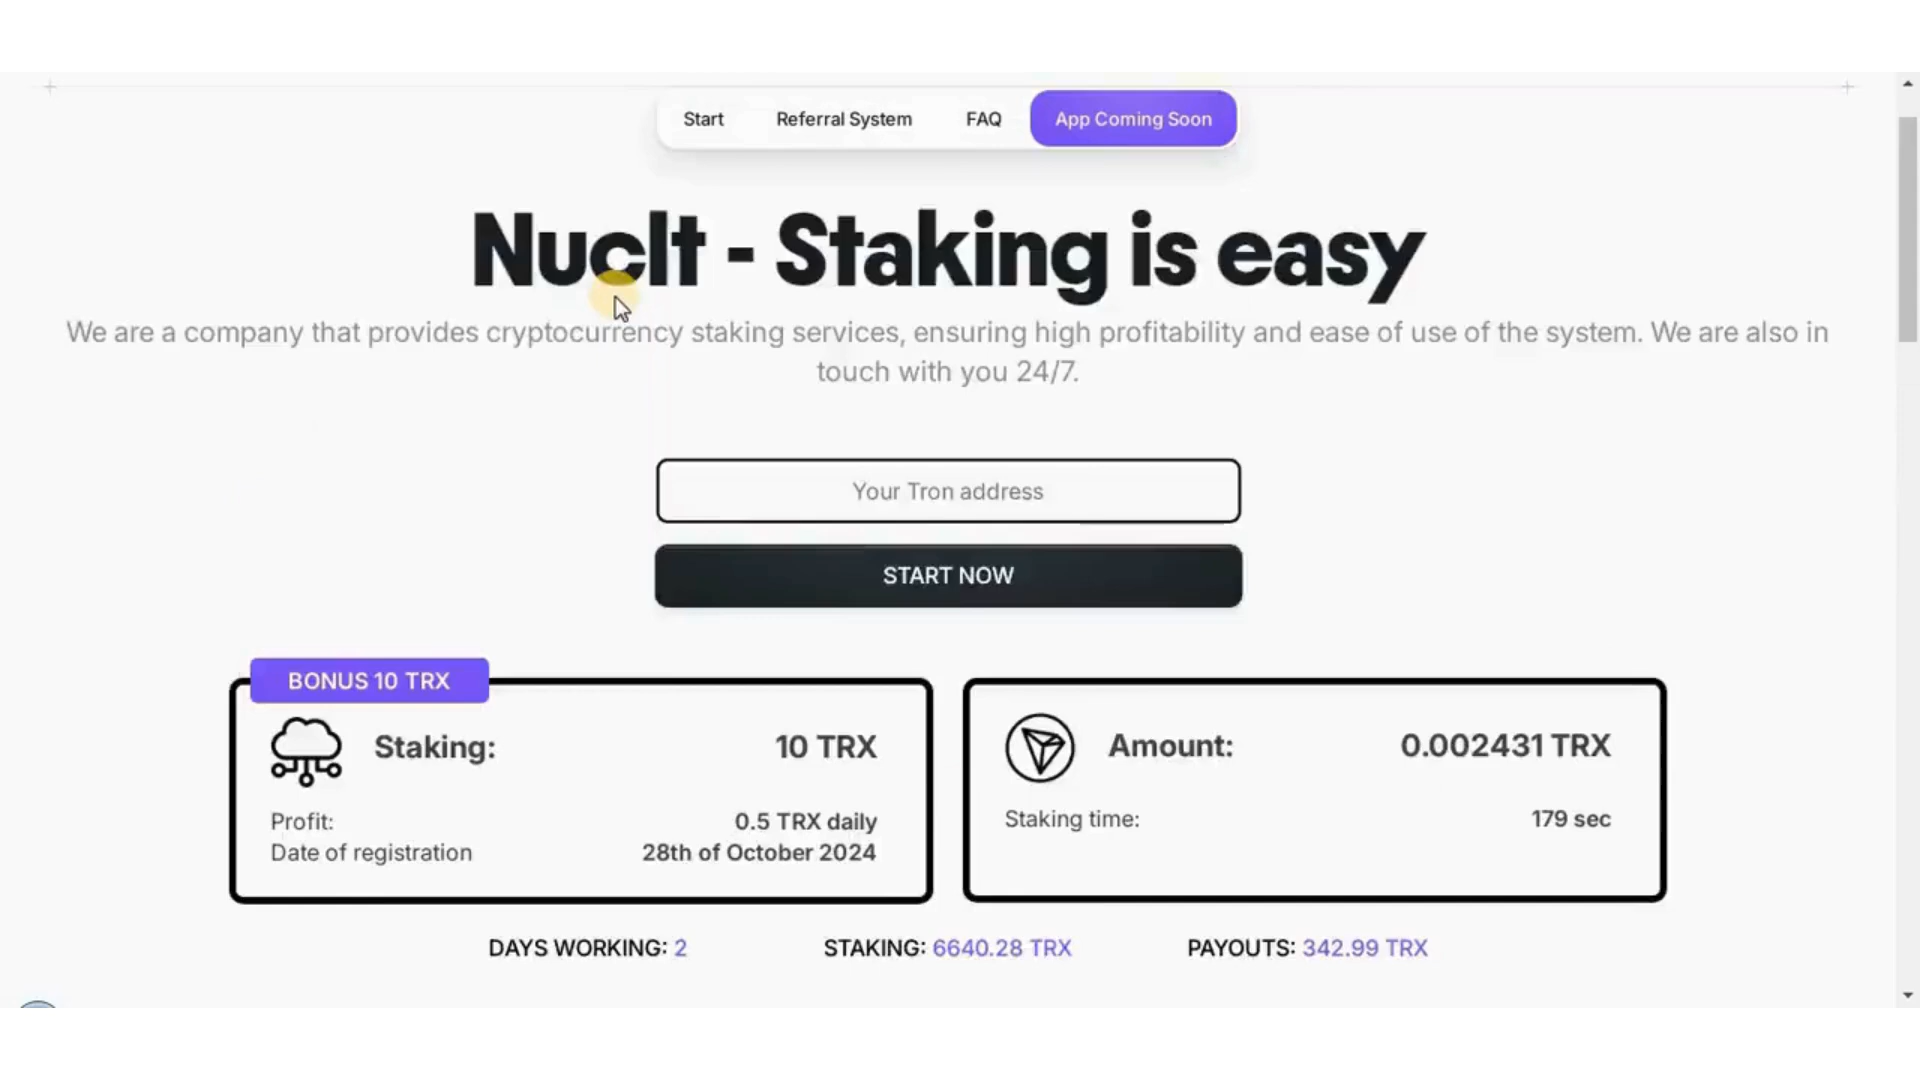 Start Referral System FAQ App Coming Soon
Nuclt - Staking is easy
We are a company that provides cryptocurrency staking services, ensuring high profitability and ease of use of the system. We are also in
touch with you 24/7.
Your Tron address
START NOW
BONUS 10 TRX
Staking: 10 TRX
Profit: 0.5 TRX daily
Date of registration 28th of October 2024
Amount: 0.002431 TRX
Staking time: 179 sec
DAYS WORKING: 2 STAKING: 6640.28 TRX PAYOUTS: 342.99 TRX